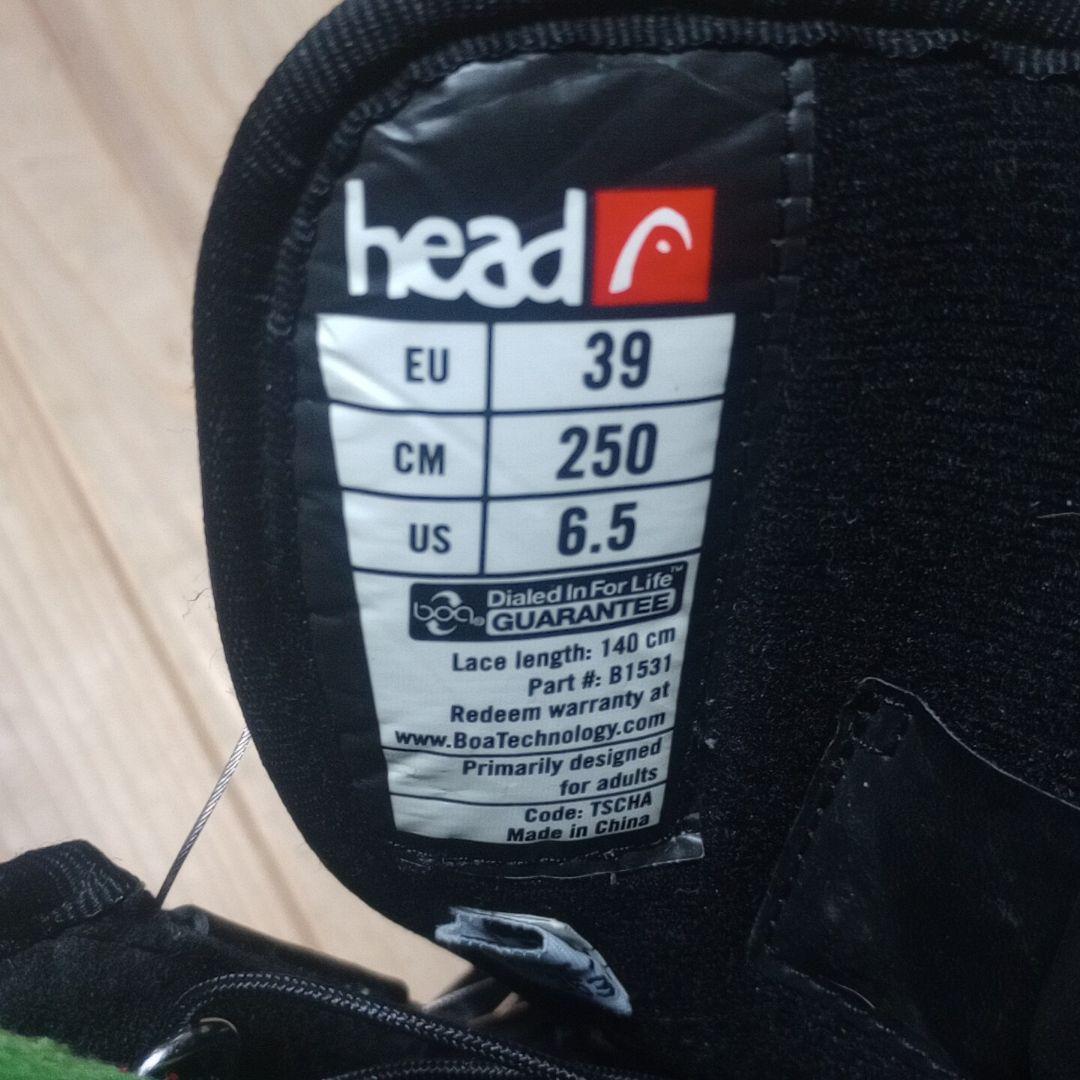 head
EU 39
CM 250
US 6.5
boa® Dialed In For Life™
GUARANTEE
Lace length: 140 cm
Part #: B1531
Redeem warranty at
www.BoaTechnology.com
Primarily designed
for adults
Code: TSCHA
Made in China